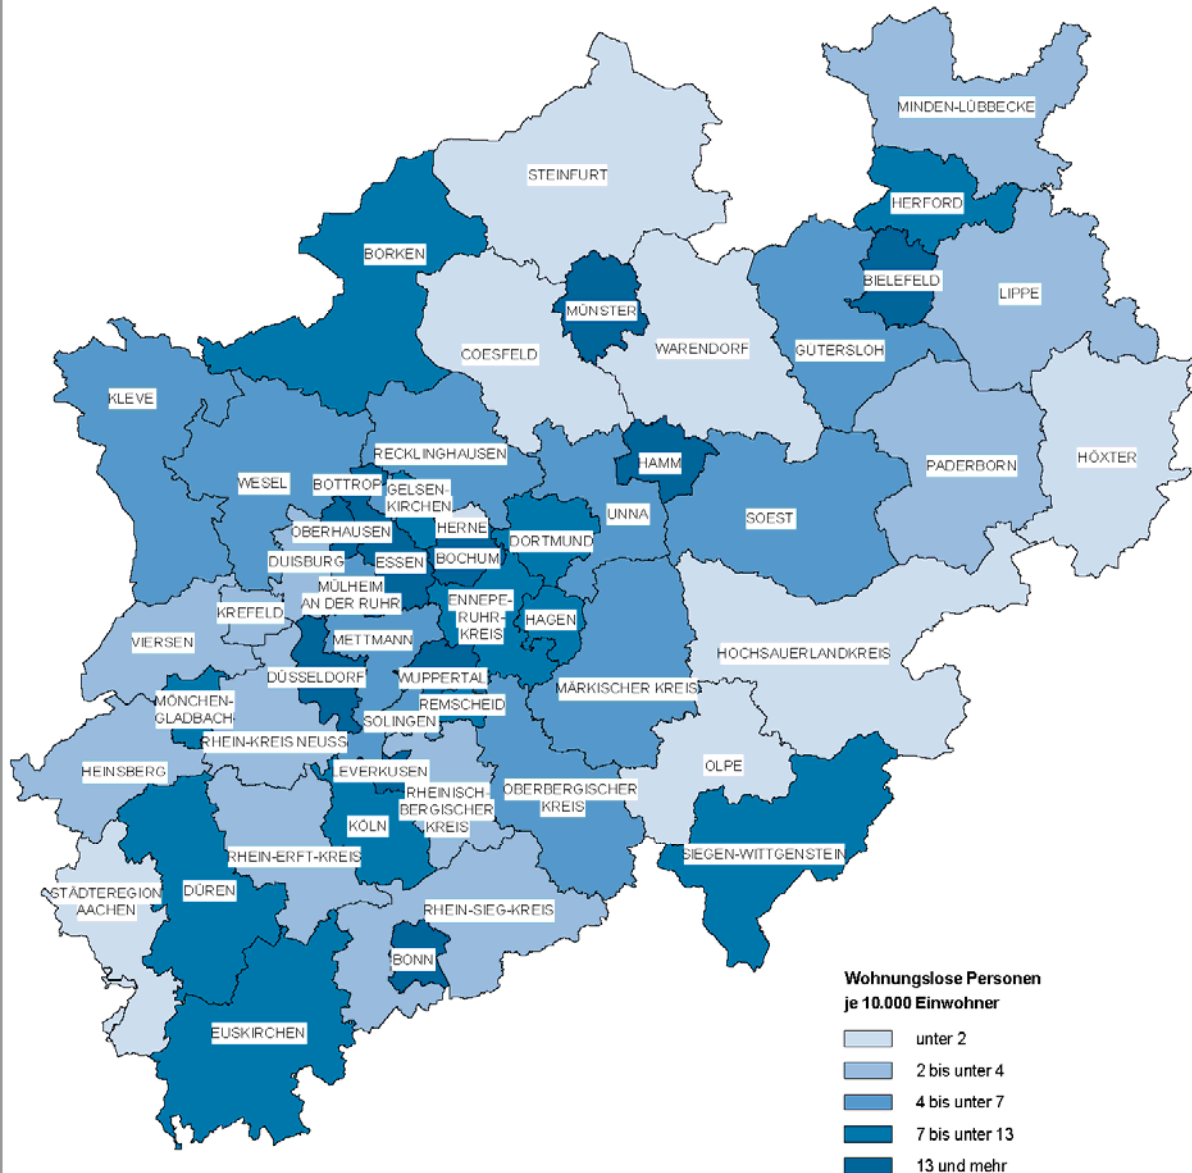 MINDEN-LÜBBECKE
STEINFURT
HERFORD
BORKEN
BIELEFELD
LIPPE
MÜNSTER
WARENDORF
GÜTERSLOH
COESFELD
KLEVE
RECKLINGHAUSEN
HAMM
PADERBORN
HÖXTER
WESEL
BOTTROP
GELSEN-
KIRCHEN
UNNA
SOEST
HERNE
OBERHAUSEN
DORTMUND
DUISBURG
ESSEN
BOCHUM
MÜLHEIM
AN DER RUHR
ENNEPE-
RUHR-
KREIS
HAGEN
KREFELD
VIERSEN
METTMANN
HOCHSAUERLANDKREIS
DÜSSELDORF
WUPPERTAL
MÄRKISCHER KREIS
MÖNCHEN-
GLADBACH
REMSCHEID
SOLINGEN
RHEIN-KREIS NEUSS
HEINSBERG
LEVERKUSEN
OLPE
RHEINISCH-
BERGISCHER
KREIS
OBERBERGISCHER
KREIS
KÖLN
RHEIN-ERFT-KREIS
SIEGEN-WITTGENSTEIN
STÄDTEREGION
AACHEN
DÜREN
RHEIN-SIEG-KREIS
BONN
EUSKIRCHEN
Wohnungslose Personen
je 10.000 Einwohner
unter 2
2 bis unter 4
4 bis unter 7
7 bis unter 13
13 und mehr